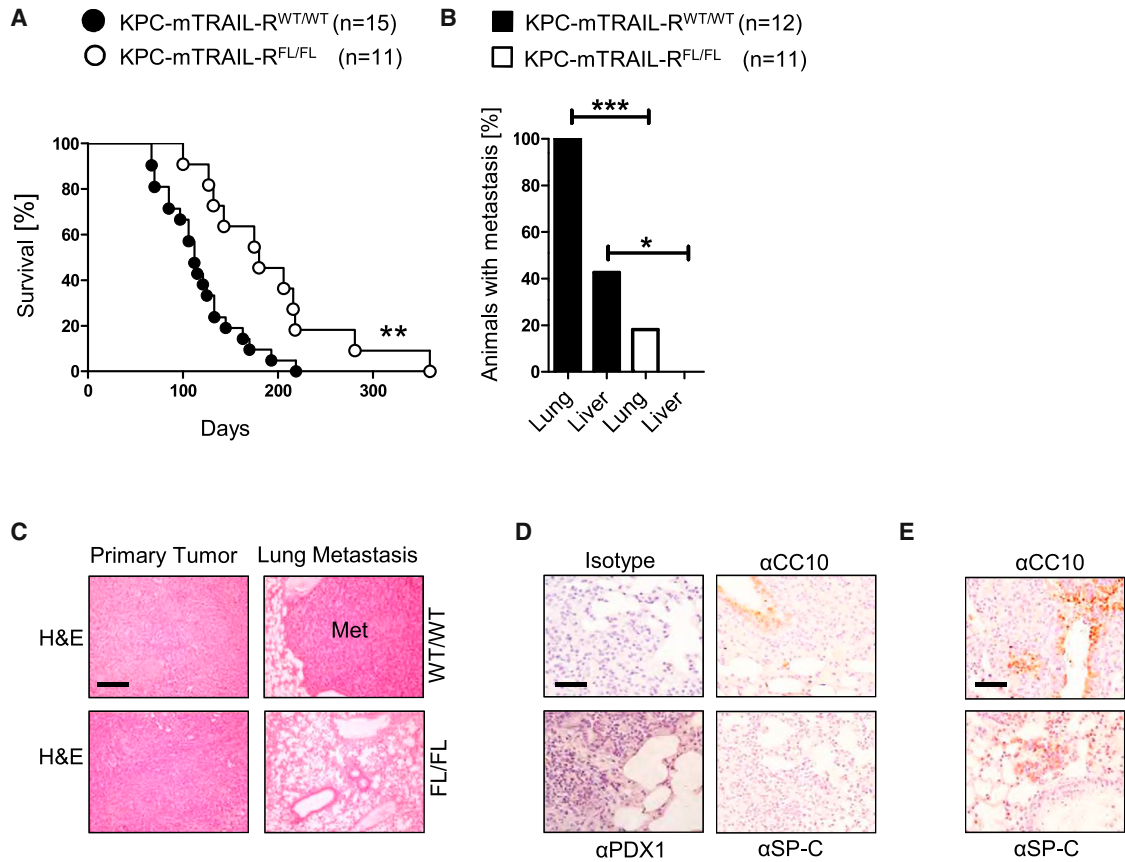 A
KPC-mTRAIL-R^WT/WT (n=15)
KPC-mTRAIL-R^FL/FL (n=11)
Survival [%]
100
80
60
40
20
0
**
0 100 200 300
Days
B
KPC-mTRAIL-R^WT/WT (n=12)
KPC-mTRAIL-R^FL/FL (n=11)
Animals with metastasis [%]
***
*
100
80
60
40
20
0
Lung Liver Lung Liver
C
Primary Tumor Lung Metastasis
H&E
Met
WT/WT
H&E
FL/FL
D
Isotype αCC10
αPDX1 αSP-C
E
αCC10
αSP-C